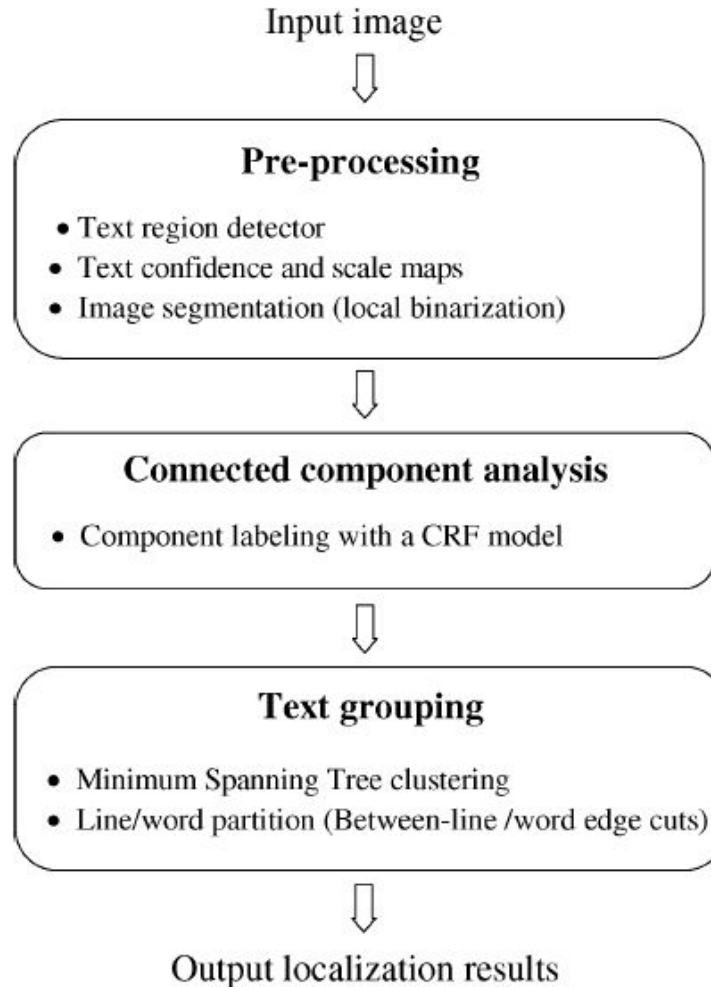 Input image
Pre-processing
• Text region detector
• Text confidence and scale maps
• Image segmentation (local binarization)
Connected component analysis
• Component labeling with a CRF model
Text grouping
• Minimum Spanning Tree clustering
• Line/word partition (Between-line /word edge cuts)
Output localization results